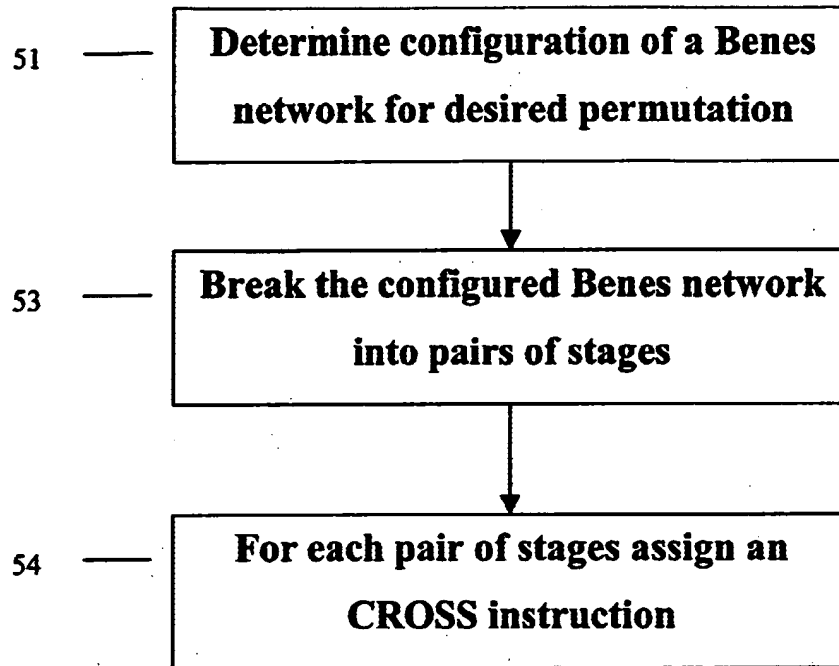 51
Determine configuration of a Benes
network for desired permutation
53
Break the configured Benes network
into pairs of stages
54
For each pair of stages assign an
CROSS instruction